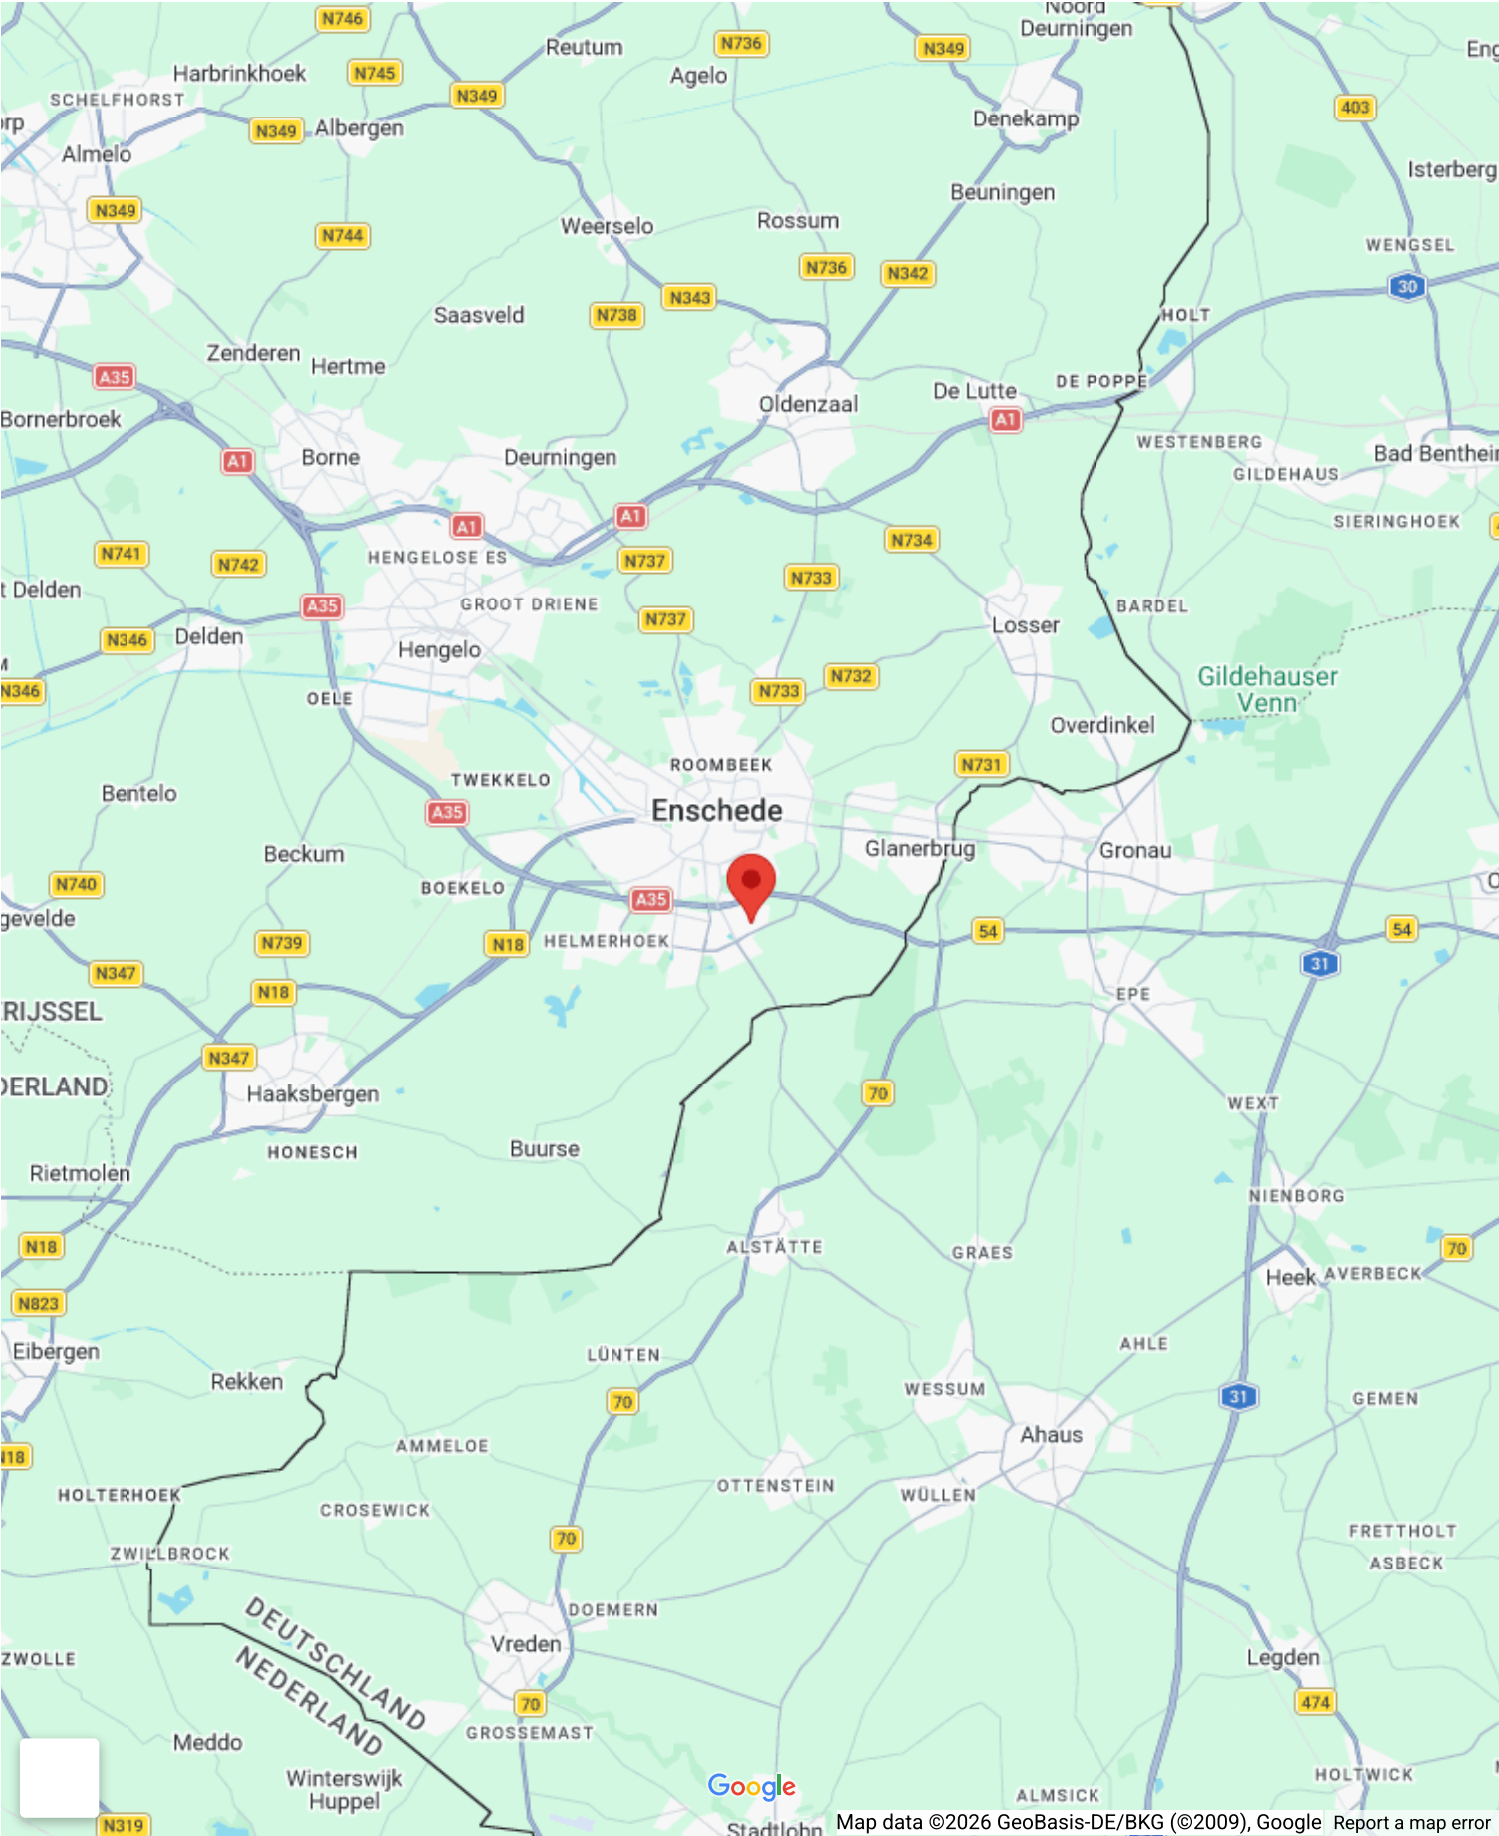 N746
Reutum
N736
N349
Noord
Deurningen
Harbrinkhoek
N745
Agelo
SCHELFHORST
N349
403
N349
Albergen
Denekamp
Almelo
Isterberg
Beuningen
N349
Rossum
Weerselo
N744
WENGSEL
N736
N342
30
N343
Saasveld
N738
HOLT
Zenderen
Hertme
A35
DE POPPE
De Lutte
Oldenzaal
A1
Bornerbroek
WESTENBERG
Bad Bentheim
Borne
Deurningen
A1
GILDEHAUS
A1
A1
SIERINGHOEK
N734
N741
HENGELOSE ES
N737
N742
N733
t Delden
GROOT DRIENE
BARDEL
A35
N737
Losser
N346
Delden
Hengelo
N732
Gildehauser
Venn
N346
N733
OELE
Overdinkel
ROOMBEEK
N731
TWEKKELO
Bentelo
Enschede
A35
Glanerbrug
Gronau
Beckum
N740
BOEKELO
A35
gevelde
54
54
N739
N18
HELMERHOEK
31
N347
N18
EPE
RIJSSEL
N347
DERLAND
Haaksbergen
70
WEXT
HONESCH
Buurse
Rietmolen
NIENBORG
N18
ALSTÄTTE
GRAES
70
Heek
AVERBECK
N823
Eibergen
LÜNTEN
AHLE
Rekken
WESSUM
70
31
GEMEN
Ahaus
AMMELOE
N18
OTTENSTEIN
HOLTERHOEK
WÜLLEN
CROSEWICK
FRETTHOLT
70
ZWILLBROCK
ASBECK
DOEMERN
DEUTSCHLAND
NEDERLAND
Vreden
ZWOLLE
Legden
70
474
GROSSEMAST
Meddo
HOLTWICK
Winterswijk
Huppel
Google
ALMSICK
N319
Stadtlohn
Map data ©2026 GeoBasis-DE/BKG (©2009), Google
Report a map error